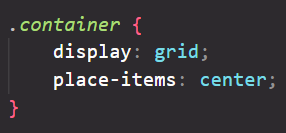 .container {
    display: grid;
    place-items: center;
}